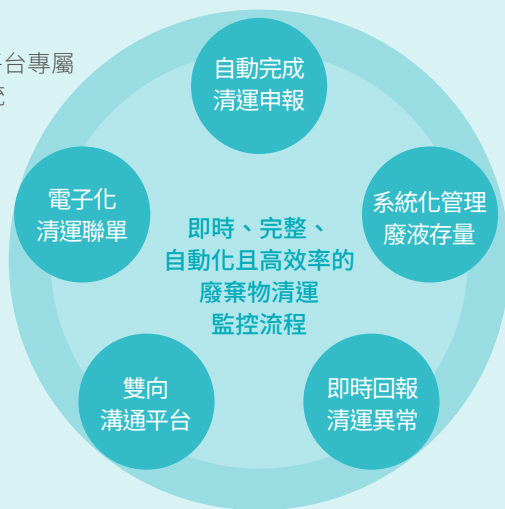 台專屬
自動完成
清運申報
電子化
清運聯單
系統化管理
廢液存量
即時、完整、
自動化且高效率的
廢棄物清運
監控流程
雙向
溝通平台
即時回報
清運異常